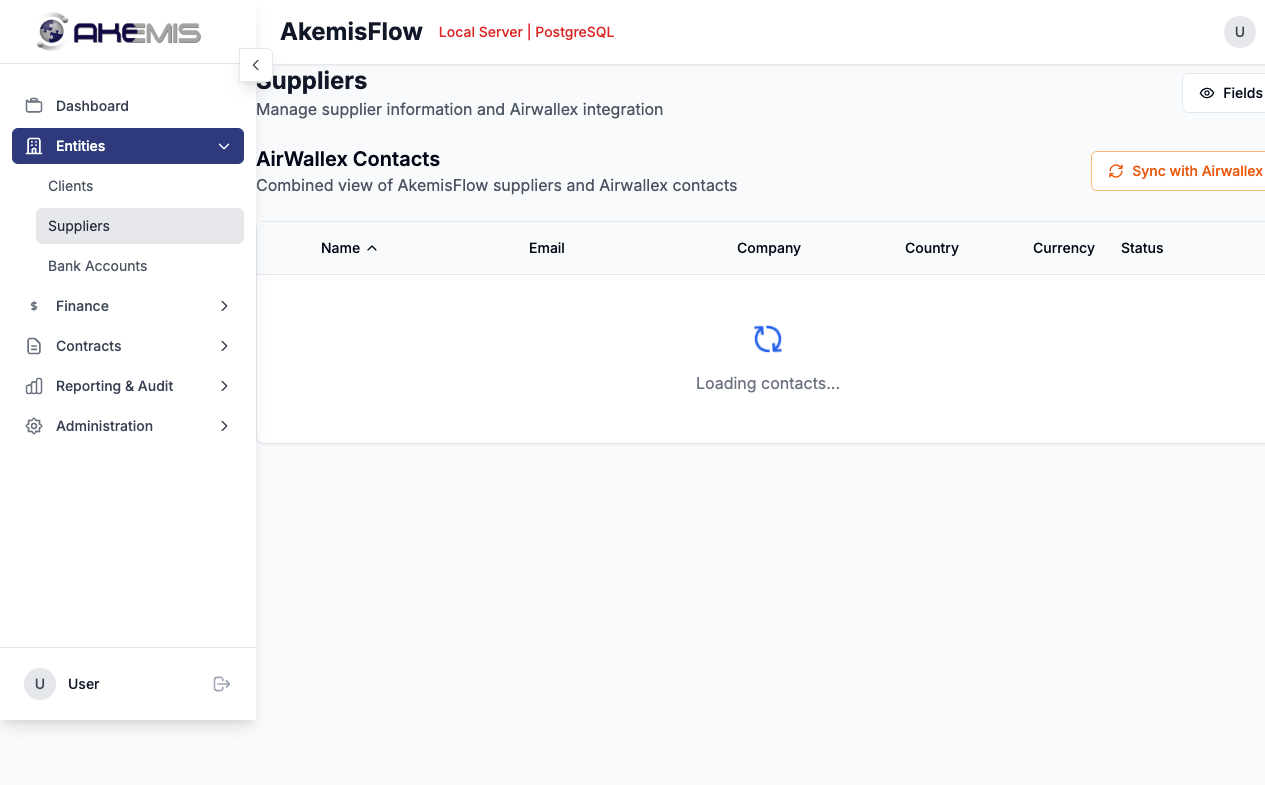 AKEMIS
AkemisFlow
Local Server | PostgreSQL
U
Dashboard
Entities
Clients
Suppliers
Bank Accounts
$ Finance
Contracts
Reporting & Audit
Administration
U
User
Suppliers
Manage supplier information and Airwallex integration
Fields
AirWallex Contacts
Combined view of AkemisFlow suppliers and Airwallex contacts
Sync with Airwallex
Name Email Company Country Currency Status
Loading contacts...